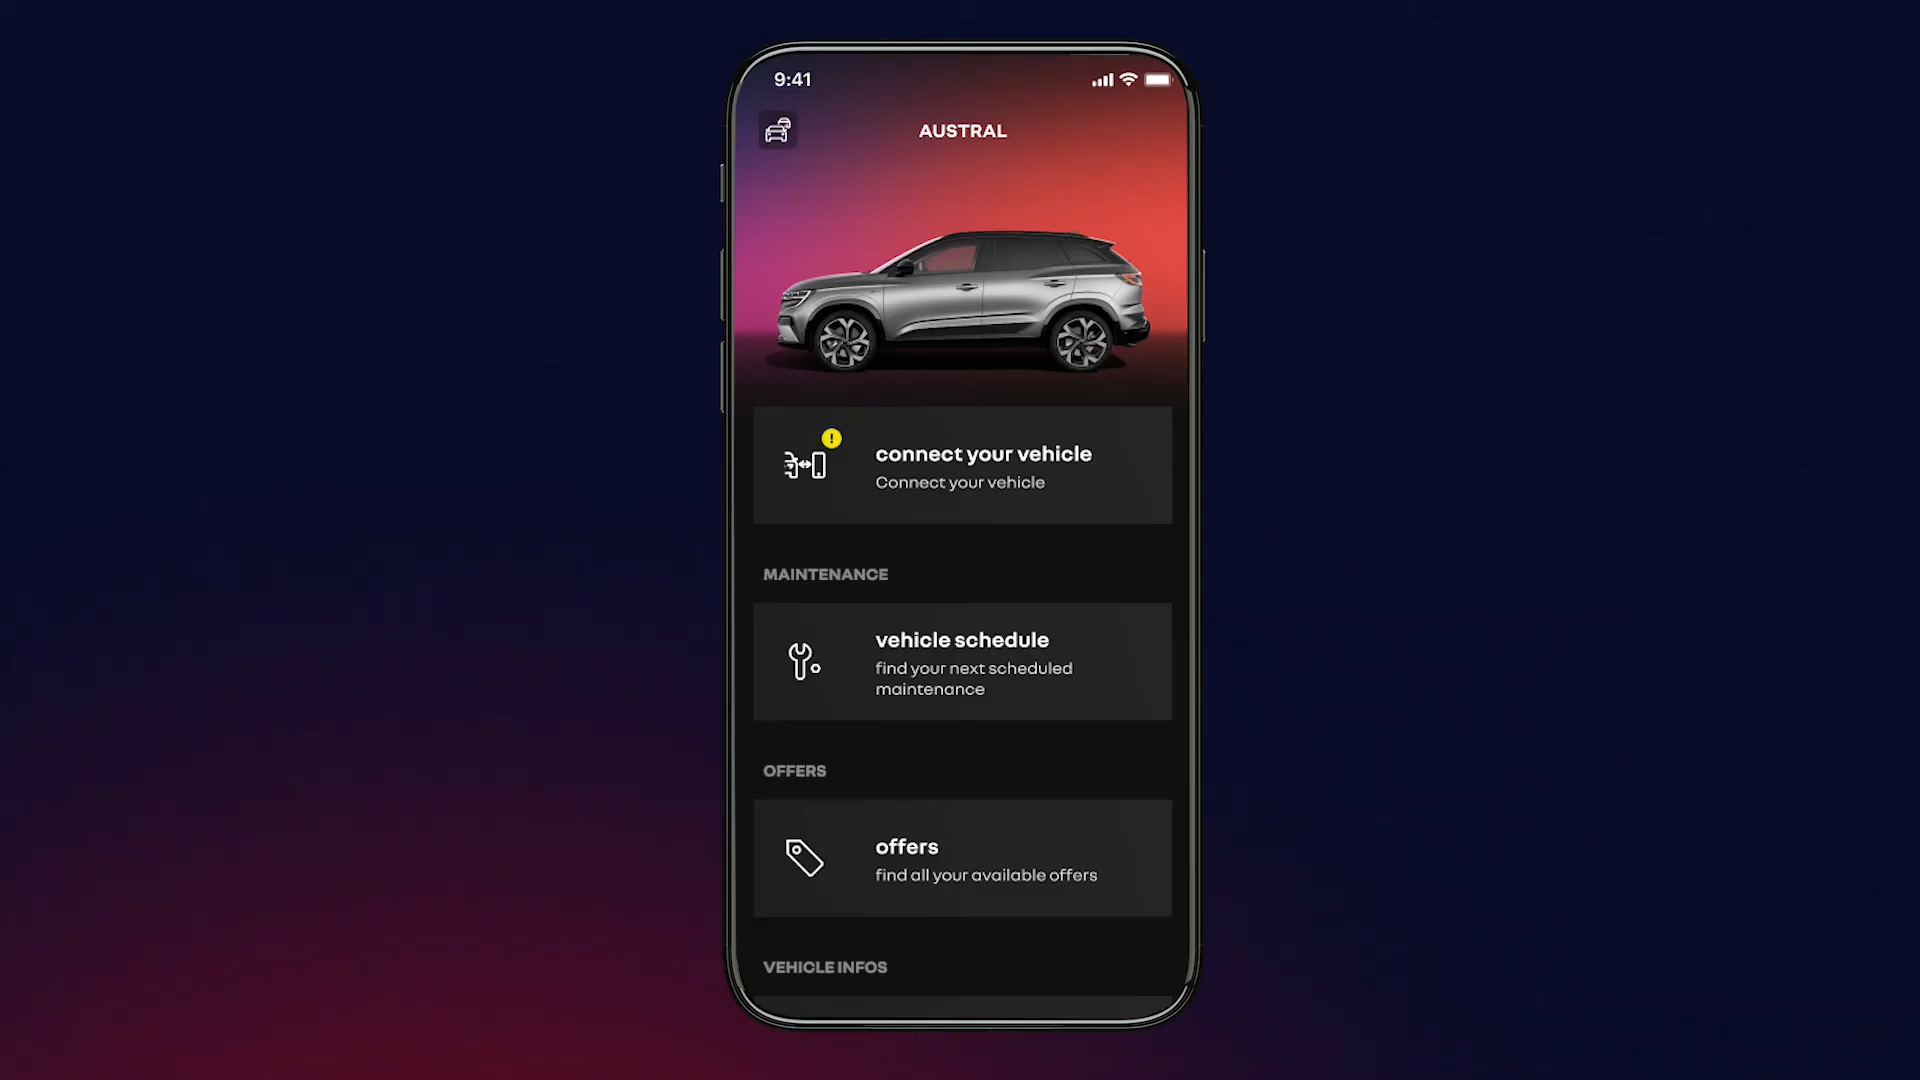 9:41
AUSTRAL
connect your vehicle
Connect your vehicle
MAINTENANCE
vehicle schedule
find your next scheduled
maintenance
OFFERS
offers
find all your available offers
VEHICLE INFOS